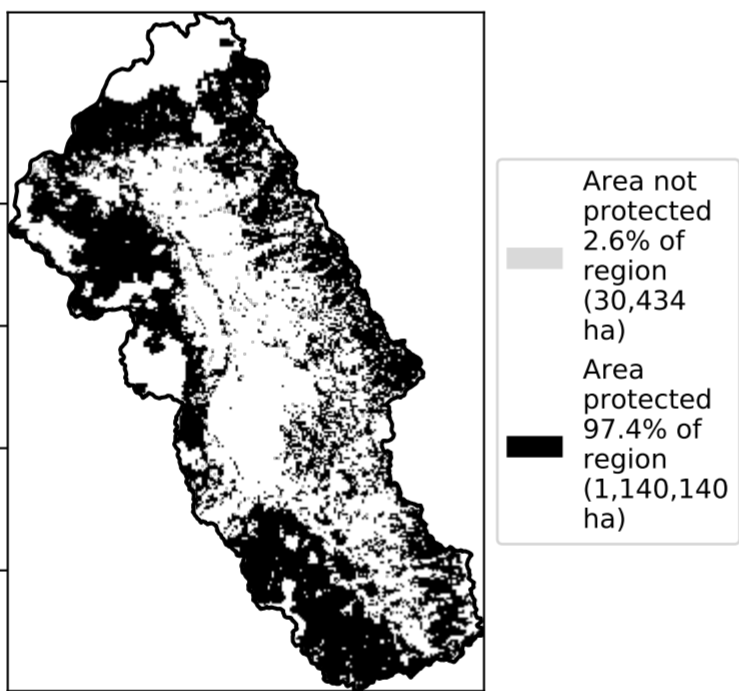 Area not
protected
2.6% of
region
(30,434
ha)
Area
protected
97.4% of
region
(1,140,140
ha)